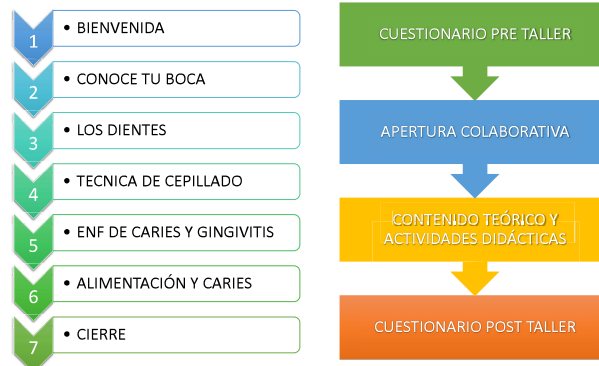 1
• BIENVENIDA
2
• CONOCE TU BOCA
3
• LOS DIENTES
4
• TECNICA DE CEPILLADO
5
• ENF DE CARIES Y GINGIVITIS
6
• ALIMENTACIÓN Y CARIES
7
• CIERRE
CUESTIONARIO PRE TALLER
APERTURA COLABORATIVA
CONTENIDO TEÓRICO Y
ACTIVIDADES DIDÁCTICAS
CUESTIONARIO POST TALLER